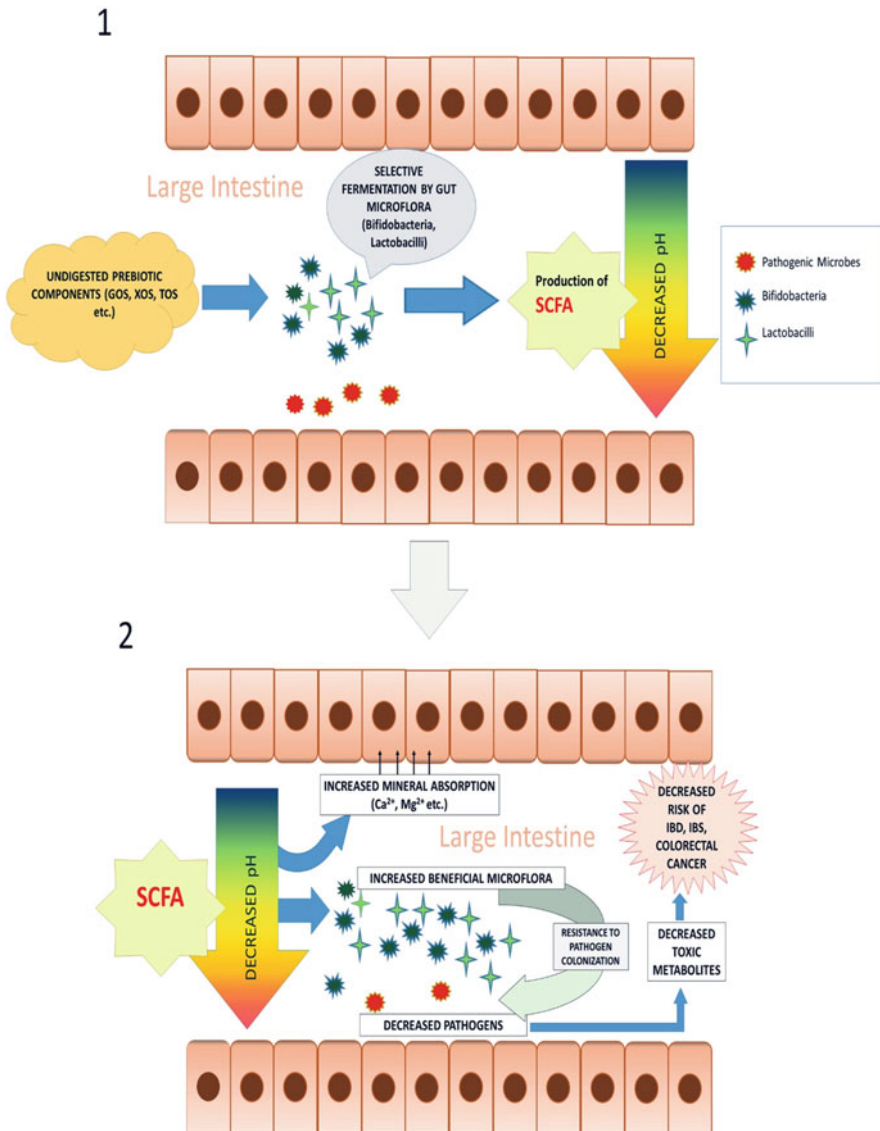 1
Large Intestine
SELECTIVE
FERMENTATION BY GUT
MICROFLORA
(Bifidobacteria,
Lactobacilli)
UNDIGESTED PREBIOTIC
COMPONENTS (GOS, XOS, TOS
etc.)
Production of
SCFA
DECREASED pH
Pathogenic Microbes
Bifidobacteria
Lactobacilli
2
INCREASED MINERAL ABSORPTION
(Ca²⁺, Mg²⁺ etc.)
Large Intestine
DECREASED
RISK OF
IBD, IBS,
COLORECTAL
CANCER
SCFA
DECREASED pH
INCREASED BENEFICIAL MICROFLORA
RESISTANCE TO
PATHOGEN
COLONIZATION
DECREASED
TOXIC
METABOLITES
DECREASED PATHOGENS